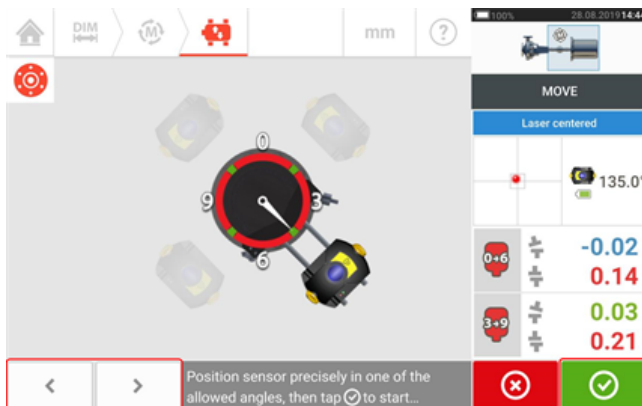 100% 28.08.2019 14:44
DIM
M
mm
?
MOVE
Laser centered
0
135.0°
9
3
6
0→6
-0.02
0.14
3→9
0.03
0.21
Position sensor precisely in one of the
allowed angles, then tap to start...